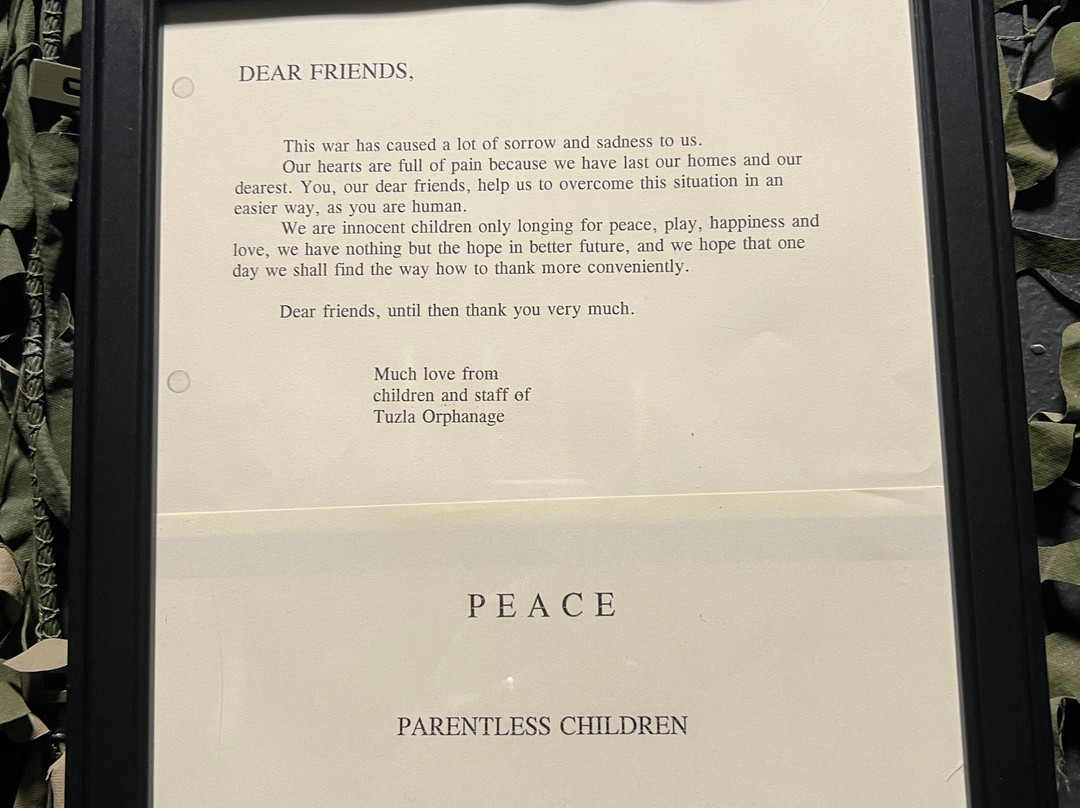 DEAR FRIENDS,
This war has caused a lot of sorrow and sadness to us.
Our hearts are full of pain because we have last our homes and our
dearest. You, our dear friends, help us to overcome this situation in an
easier way, as you are human.
We are innocent children only longing for peace, play, happiness and
love, we have nothing but the hope in better future, and we hope that one
day we shall find the way how to thank more conveniently.
Dear friends, until then thank you very much.
Much love from
children and staff of
Tuzla Orphanage
PEACE
PARENTLESS CHILDREN